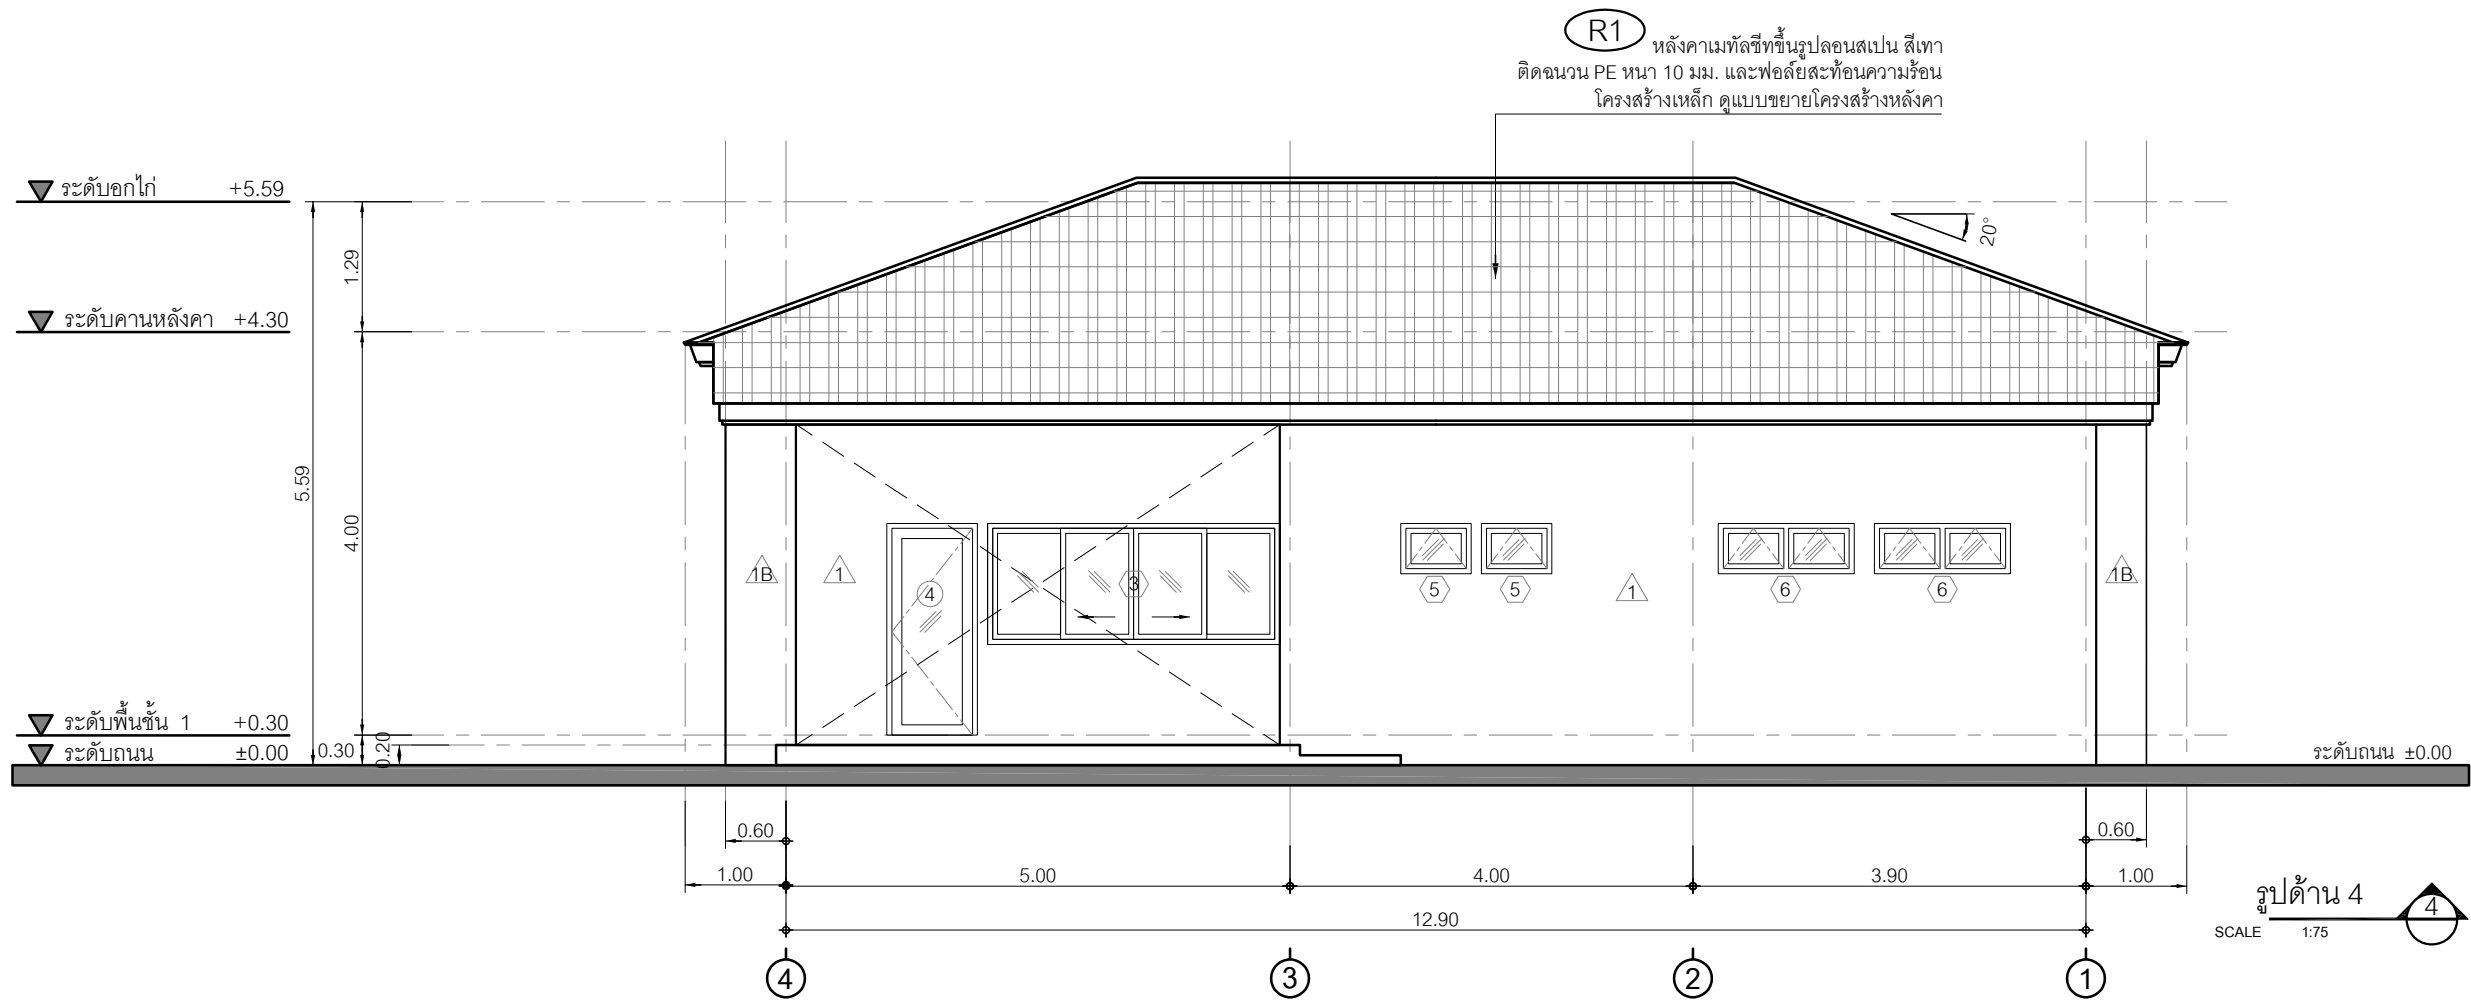 R1
หลังคาเมทัลชีทขึ้นรูปลอนสเปน สีเทา
ติดฉนวน PE หนา 10 มม. และฟอล์ยสะท้อนความร้อน
โครงสร้างเหล็ก ดูแบบขยายโครงสร้างหลังคา
ระดับอกไก่ +5.59
20°
1.29
ระดับคานหลังคา +4.30
5.59
4.00
1B
1
4
3
5
5
1
6
6
1B
ระดับพื้นชั้น 1 +0.30
ระดับถนน ±0.00
0.30
0.20
ระดับถนน ±0.00
0.60
0.60
1.00
5.00
4.00
3.90
1.00
12.90
รูปด้าน 4
4
SCALE 1:75
4
3
2
1